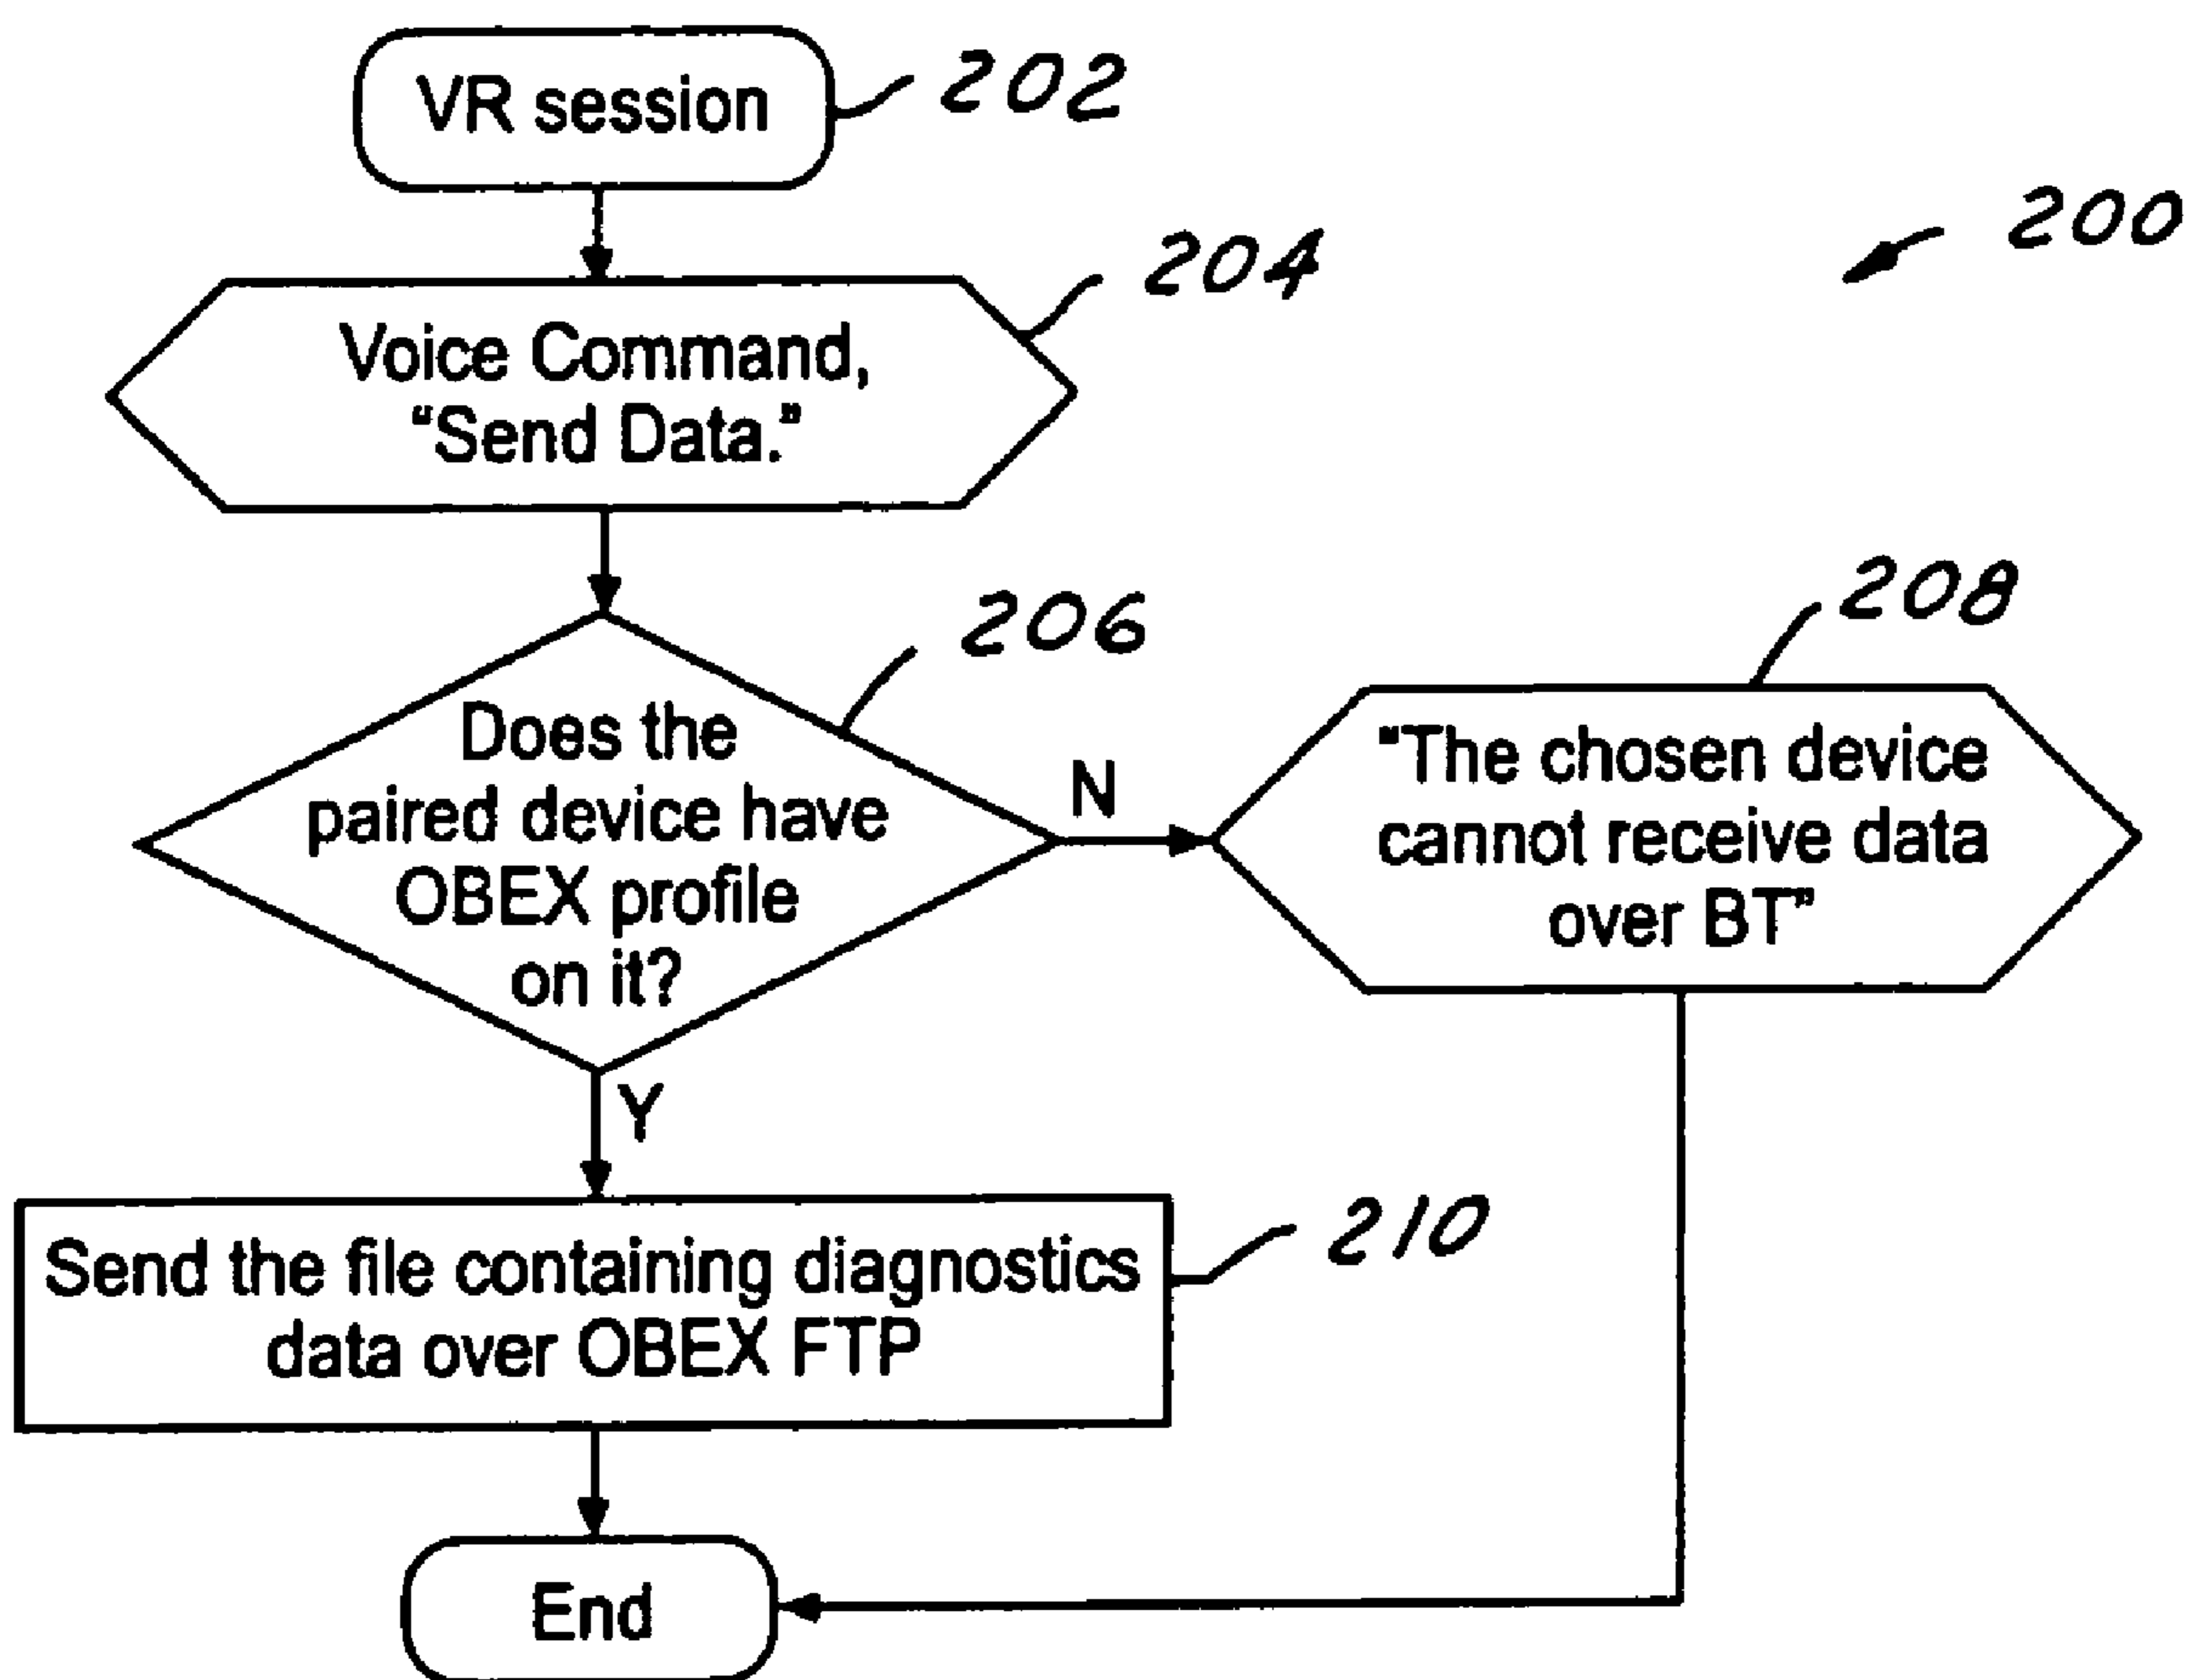 VR session
202
200
Voice Command,
"Send Data."
204
Does the
paired device have
OBEX profile
on it?
206
N
"The chosen device
cannot receive data
over BT"
208
Y
Send the file containing diagnostics
data over OBEX FTP
210
End